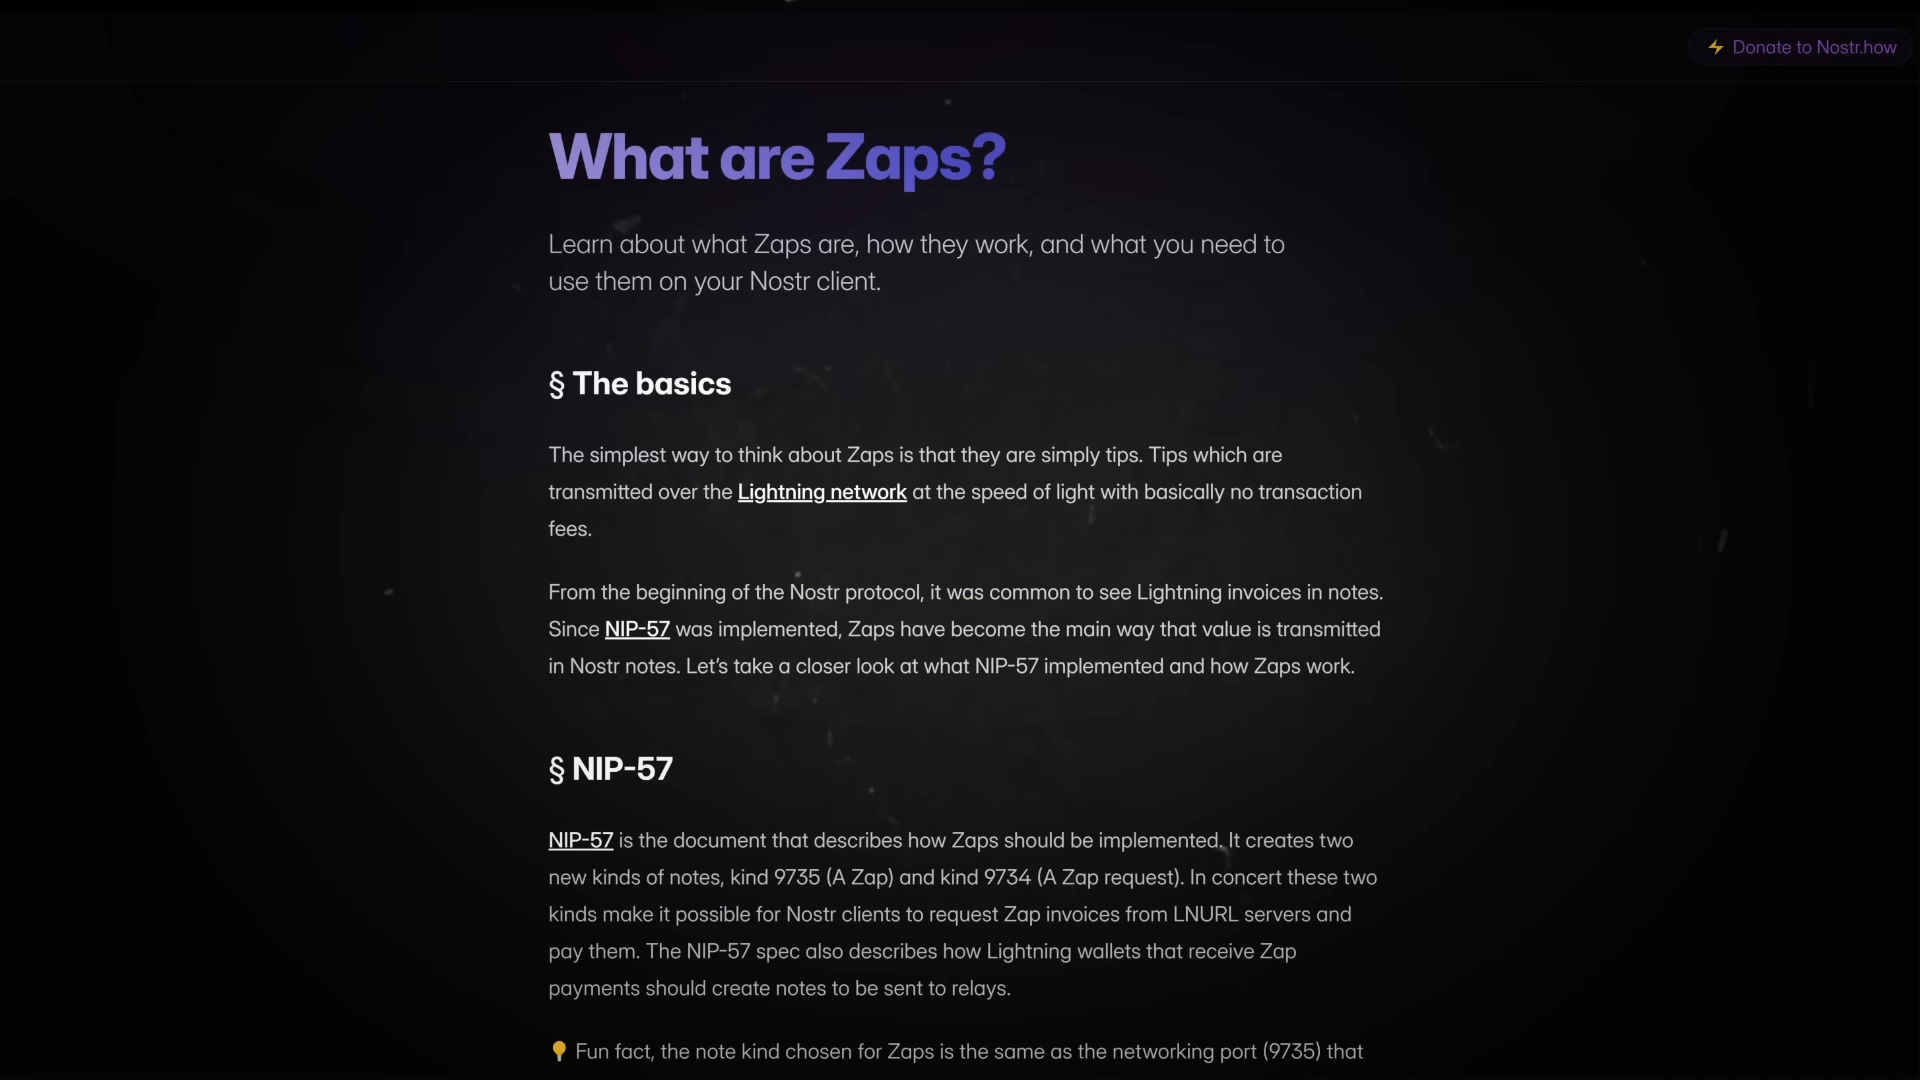 ⚡ Donate to Nostr.how
What are Zaps?
Learn about what Zaps are, how they work, and what you need to
use them on your Nostr client.
§ The basics
The simplest way to think about Zaps is that they are simply tips. Tips which are
transmitted over the Lightning network at the speed of light with basically no transaction
fees.
From the beginning of the Nostr protocol, it was common to see Lightning invoices in notes.
Since NIP-57 was implemented, Zaps have become the main way that value is transmitted
in Nostr notes. Let's take a closer look at what NIP-57 implemented and how Zaps work.
§ NIP-57
NIP-57 is the document that describes how Zaps should be implemented. It creates two
new kinds of notes, kind 9735 (A Zap) and kind 9734 (A Zap request). In concert these two
kinds make it possible for Nostr clients to request Zap invoices from LNURL servers and
pay them. The NIP-57 spec also describes how Lightning wallets that receive Zap
payments should create notes to be sent to relays.
💡 Fun fact, the note kind chosen for Zaps is the same as the networking port (9735) that